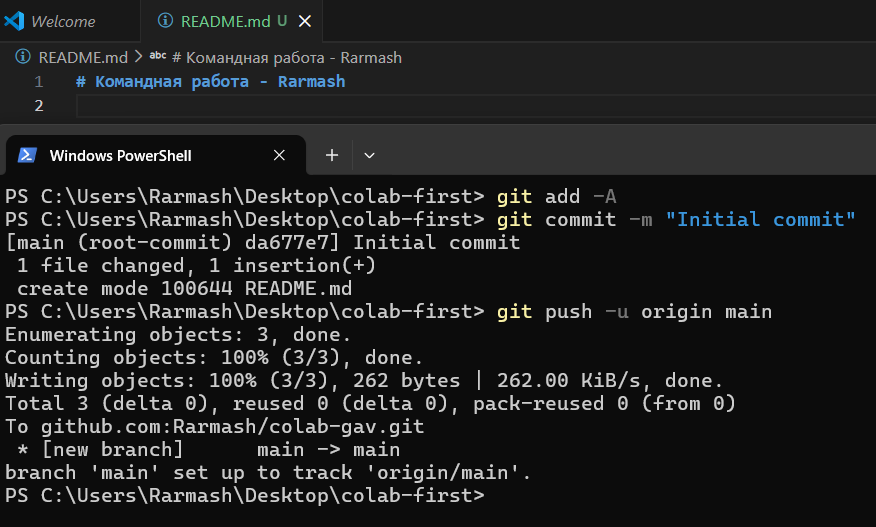 Welcome README.md U
README.md > abc # Командная работа - Rarmash
1 # Командная работа - Rarmash
2
Windows PowerShell
PS C:\Users\Rarmash\Desktop\colab-first> git add -A
PS C:\Users\Rarmash\Desktop\colab-first> git commit -m "Initial commit"
[main (root-commit) da677e7] Initial commit
 1 file changed, 1 insertion(+)
 create mode 100644 README.md
PS C:\Users\Rarmash\Desktop\colab-first> git push -u origin main
Enumerating objects: 3, done.
Counting objects: 100% (3/3), done.
Writing objects: 100% (3/3), 262 bytes | 262.00 KiB/s, done.
Total 3 (delta 0), reused 0 (delta 0), pack-reused 0 (from 0)
To github.com:Rarmash/colab-gav.git
 * [new branch]      main -> main
branch 'main' set up to track 'origin/main'.
PS C:\Users\Rarmash\Desktop\colab-first>